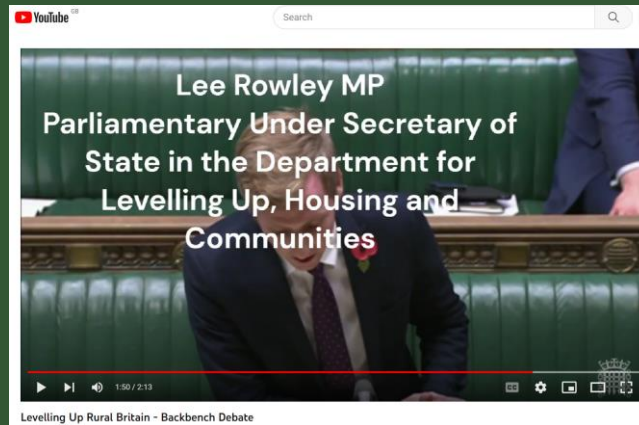 YouTube GB
Search
Lee Rowley MP
Parliamentary Under Secretary of
State in the Department for
Levelling Up, Housing and
Communities
1:50 / 2:13
CC
Levelling Up Rural Britain - Backbench Debate